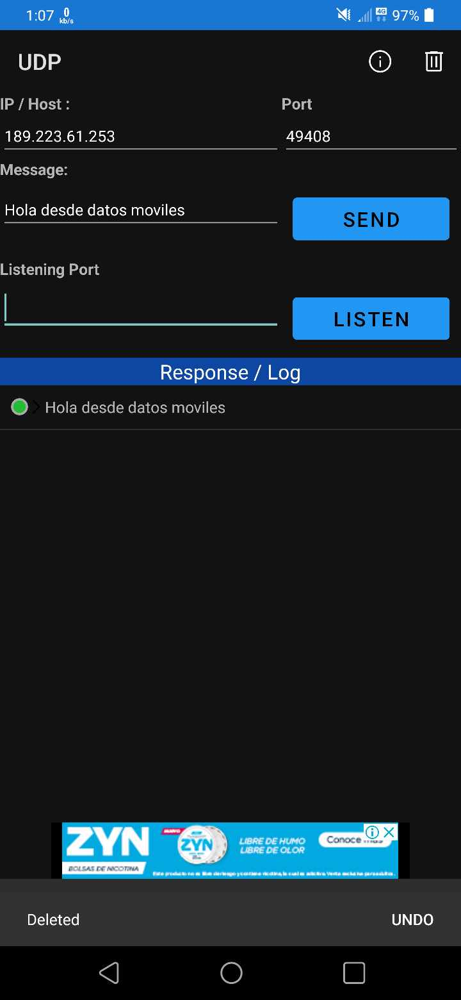 1:07 0 kb/s 4G 97%
UDP
IP / Host : Port
189.223.61.253 49408
Message:
Hola desde datos moviles SEND
Listening Port
LISTEN
Response / Log
Hola desde datos moviles
ZYN NUEVO ZYN LIBRE DE HUMO Conoce
LIBRE DE OLOR
BOLSAS DE NICOTINA Este producto no es libre de riesgo y contiene nicotina, la cual es adictiva. Venta exclusiva para adultos.
Deleted UNDO